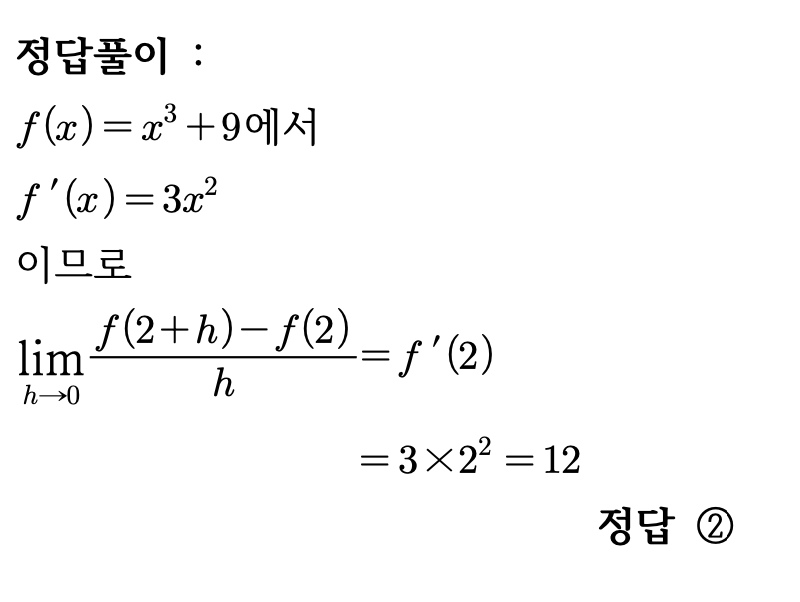 정답풀이 :
f(x)=x³+9에서
f′(x)=3x²
이므로
lim_{h→0} \frac{f(2+h)-f(2)}{h}=f′(2)
=3×2²=12
정답 ②